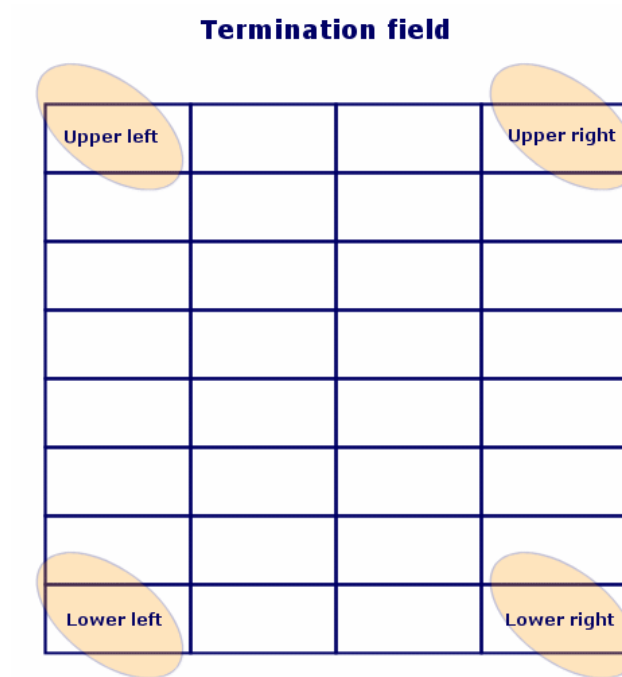 Termination field
Upper left
Upper right
Lower left
Lower right